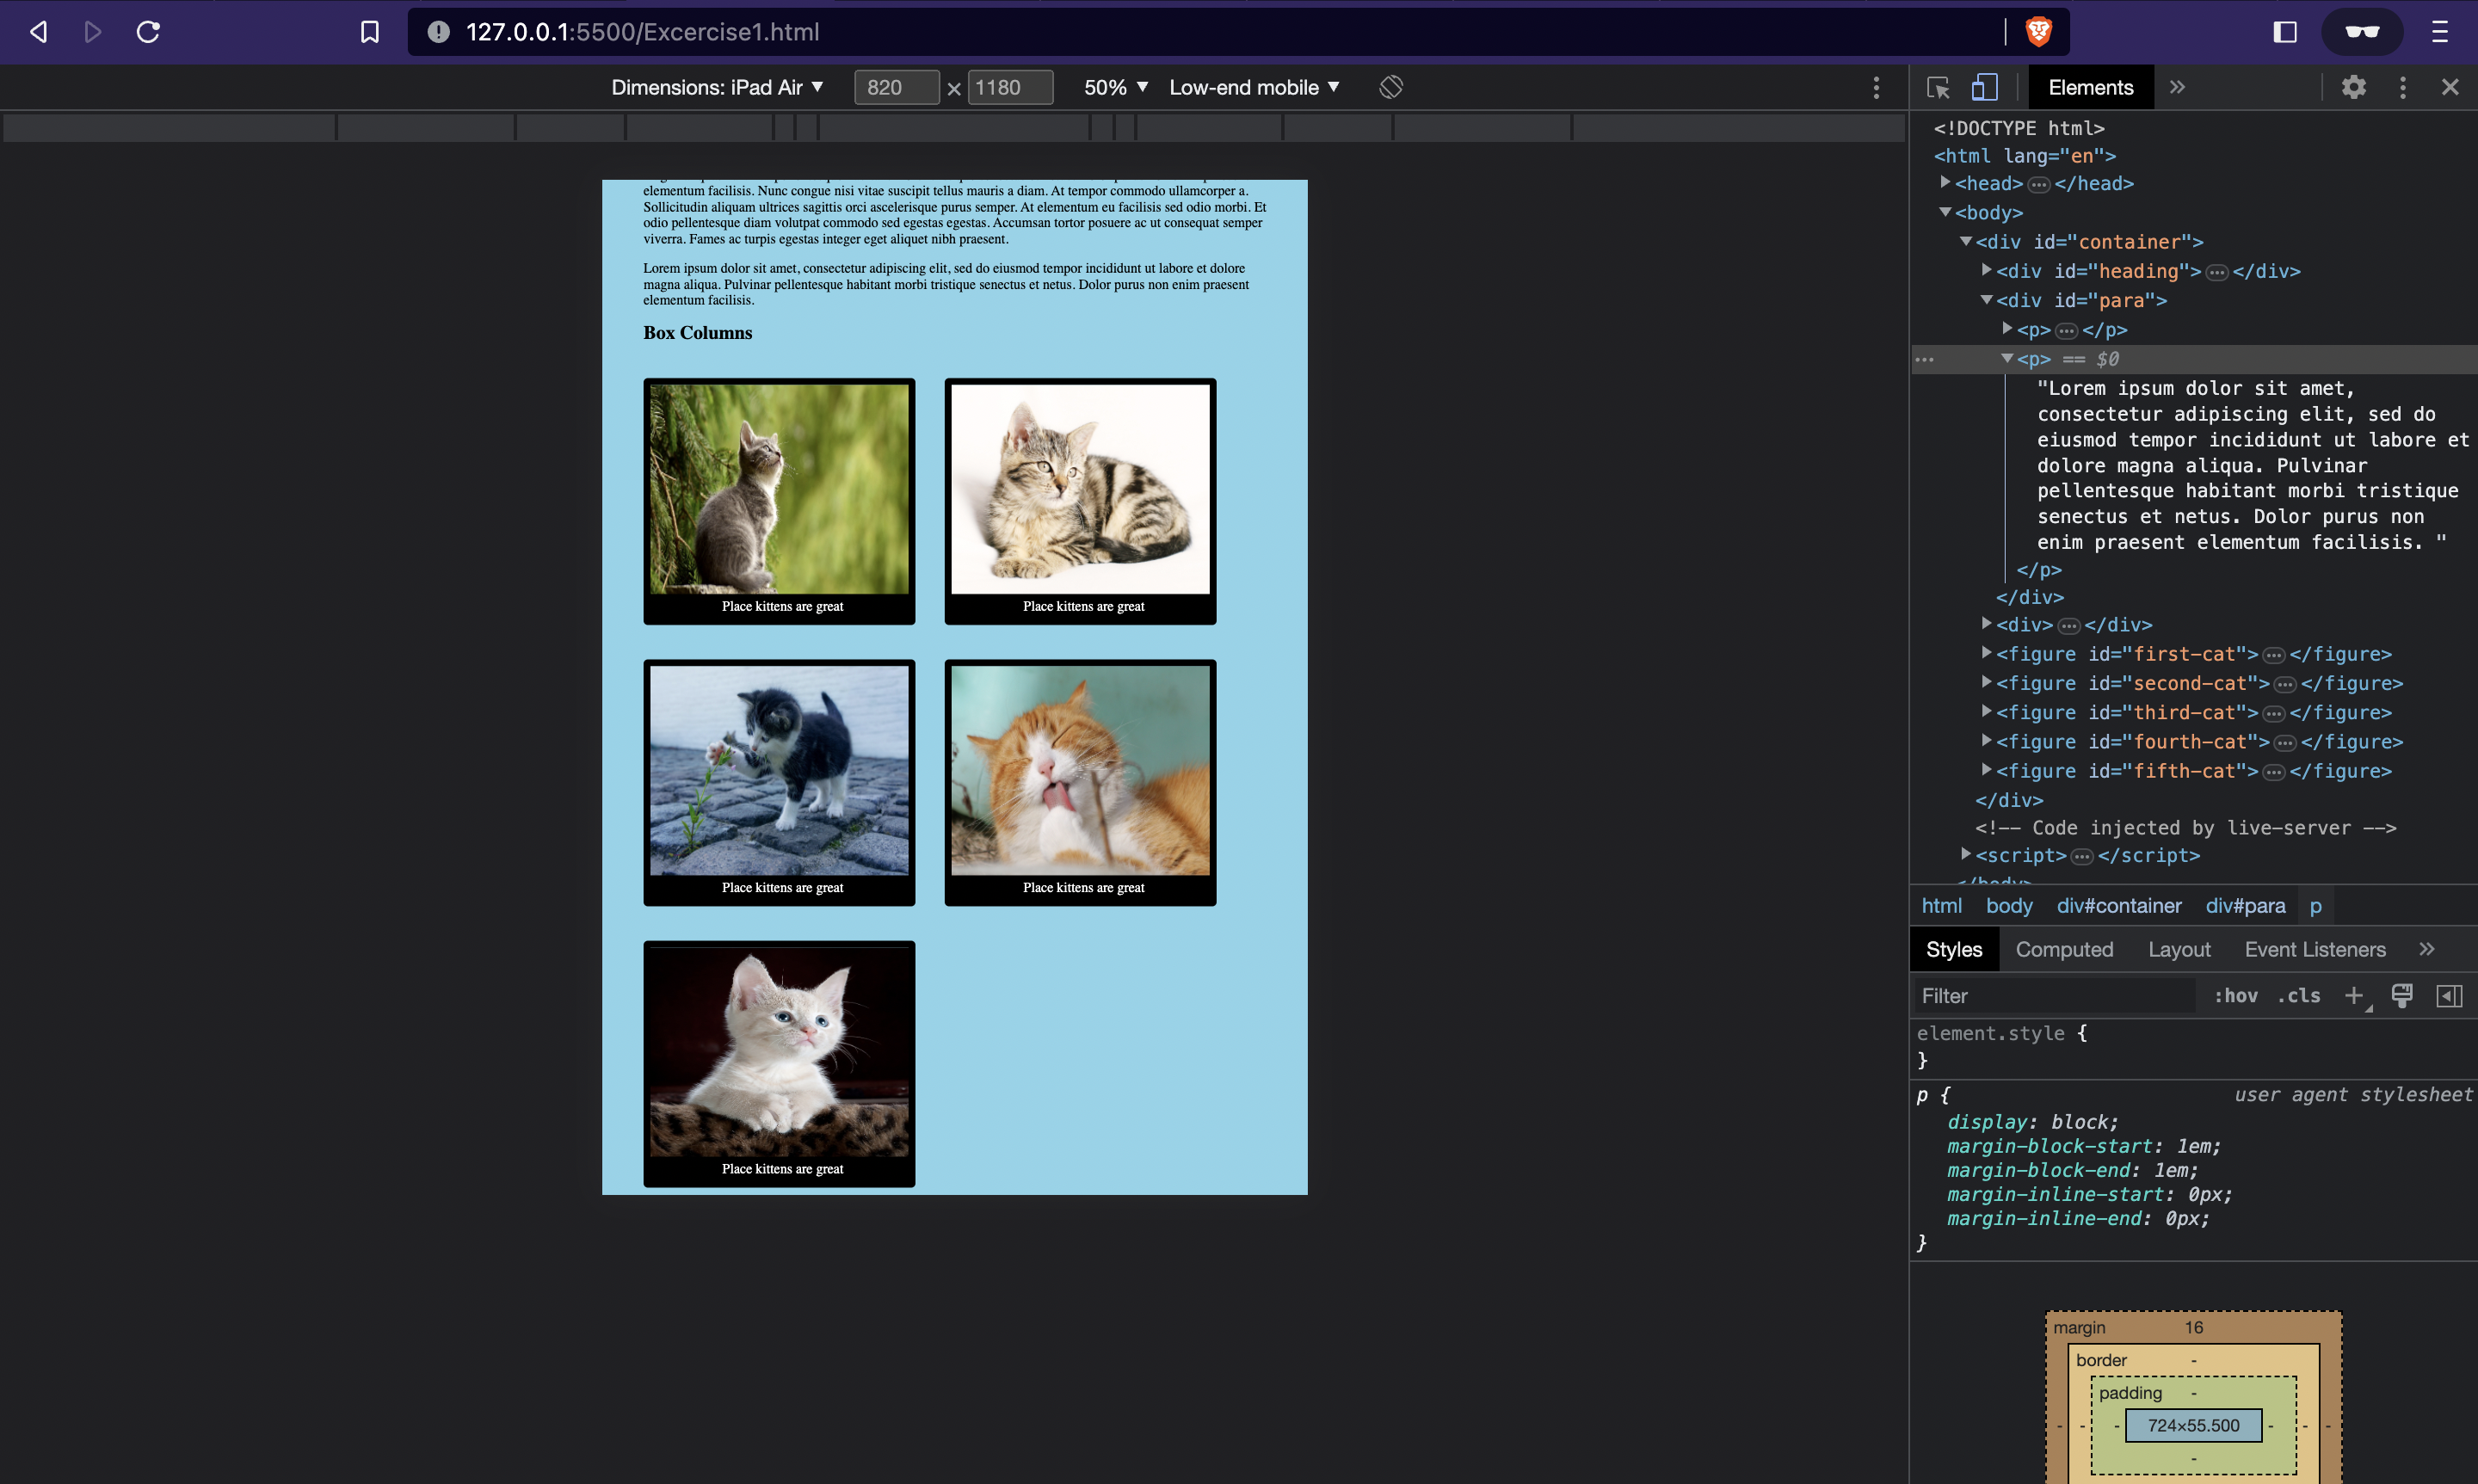 127.0.0.1:5500/Excercise1.html
Dimensions: iPad Air ▼ 820 × 1180 50% ▼ Low-end mobile ▼
elementum facilisis. Nunc congue nisi vitae suscipit tellus mauris a diam. At tempor commodo ullamcorper a.
Sollicitudin aliquam ultrices sagittis orci ascelerisque purus semper. At elementum eu facilisis sed odio morbi. Et
odio pellentesque diam volutpat commodo sed egestas egestas. Accumsan tortor posuere ac ut consequat semper
viverra. Fames ac turpis egestas integer eget aliquet nibh praesent.
Lorem ipsum dolor sit amet, consectetur adipiscing elit, sed do eiusmod tempor incididunt ut labore et dolore
magna aliqua. Pulvinar pellentesque habitant morbi tristique senectus et netus. Dolor purus non enim praesent
elementum facilisis.
Box Columns
Place kittens are great
Place kittens are great
Place kittens are great
Place kittens are great
Place kittens are great
Elements »
<!DOCTYPE html>
<html lang="en">
<head> ••• </head>
<body>
<div id="container">
<div id="heading"> ••• </div>
<div id="para">
<p> ••• </p>
••• <p> == $0
"Lorem ipsum dolor sit amet,
consectetur adipiscing elit, sed do
eiusmod tempor incididunt ut labore et
dolore magna aliqua. Pulvinar
pellentesque habitant morbi tristique
senectus et netus. Dolor purus non
enim praesent elementum facilisis. "
</p>
</div>
<div> ••• </div>
<figure id="first-cat"> ••• </figure>
<figure id="second-cat"> ••• </figure>
<figure id="third-cat"> ••• </figure>
<figure id="fourth-cat"> ••• </figure>
<figure id="fifth-cat"> ••• </figure>
</div>
<!-- Code injected by live-server -->
<script> ••• </script>
</body>
html body div#container div#para p
Styles Computed Layout Event Listeners »
Filter :hov .cls +
element.style {
}
p { user agent stylesheet
display: block;
margin-block-start: 1em;
margin-block-end: 1em;
margin-inline-start: 0px;
margin-inline-end: 0px;
}
margin 16
border -
padding -
- - - 724×55.500 - - -
-